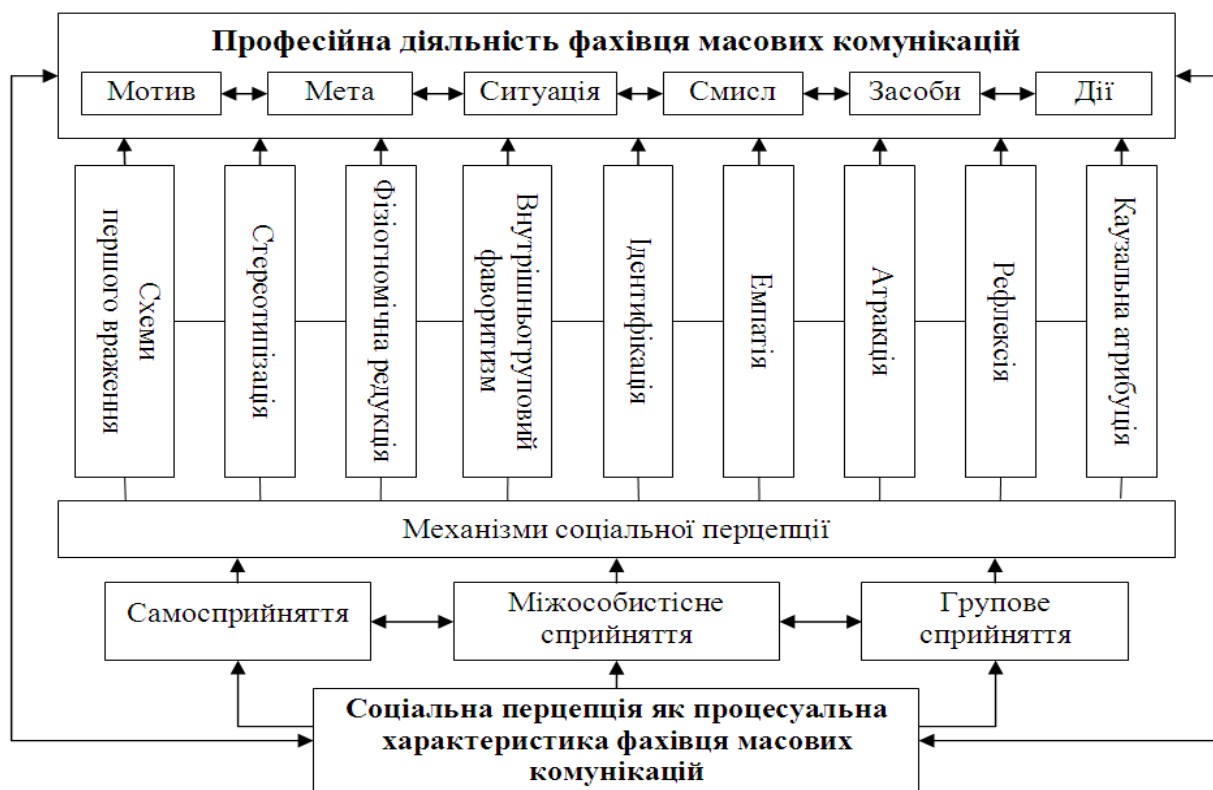 Професійна діяльність фахівця масових комунікацій
Мотив
Мета
Ситуація
Смисл
Засоби
Дії
Схеми
першого враження
Стереотипізація
Фізіогномічна редукція
Внутрішньогруповий
фаворитизм
Ідентифікація
Емпатія
Атракція
Рефлексія
Каузальна атрибуція
Механізми соціальної перцепції
Самосприйняття
Міжособистісне
сприйняття
Групове
сприйняття
Соціальна перцепція як процесуальна
характеристика фахівця масових
комунікацій